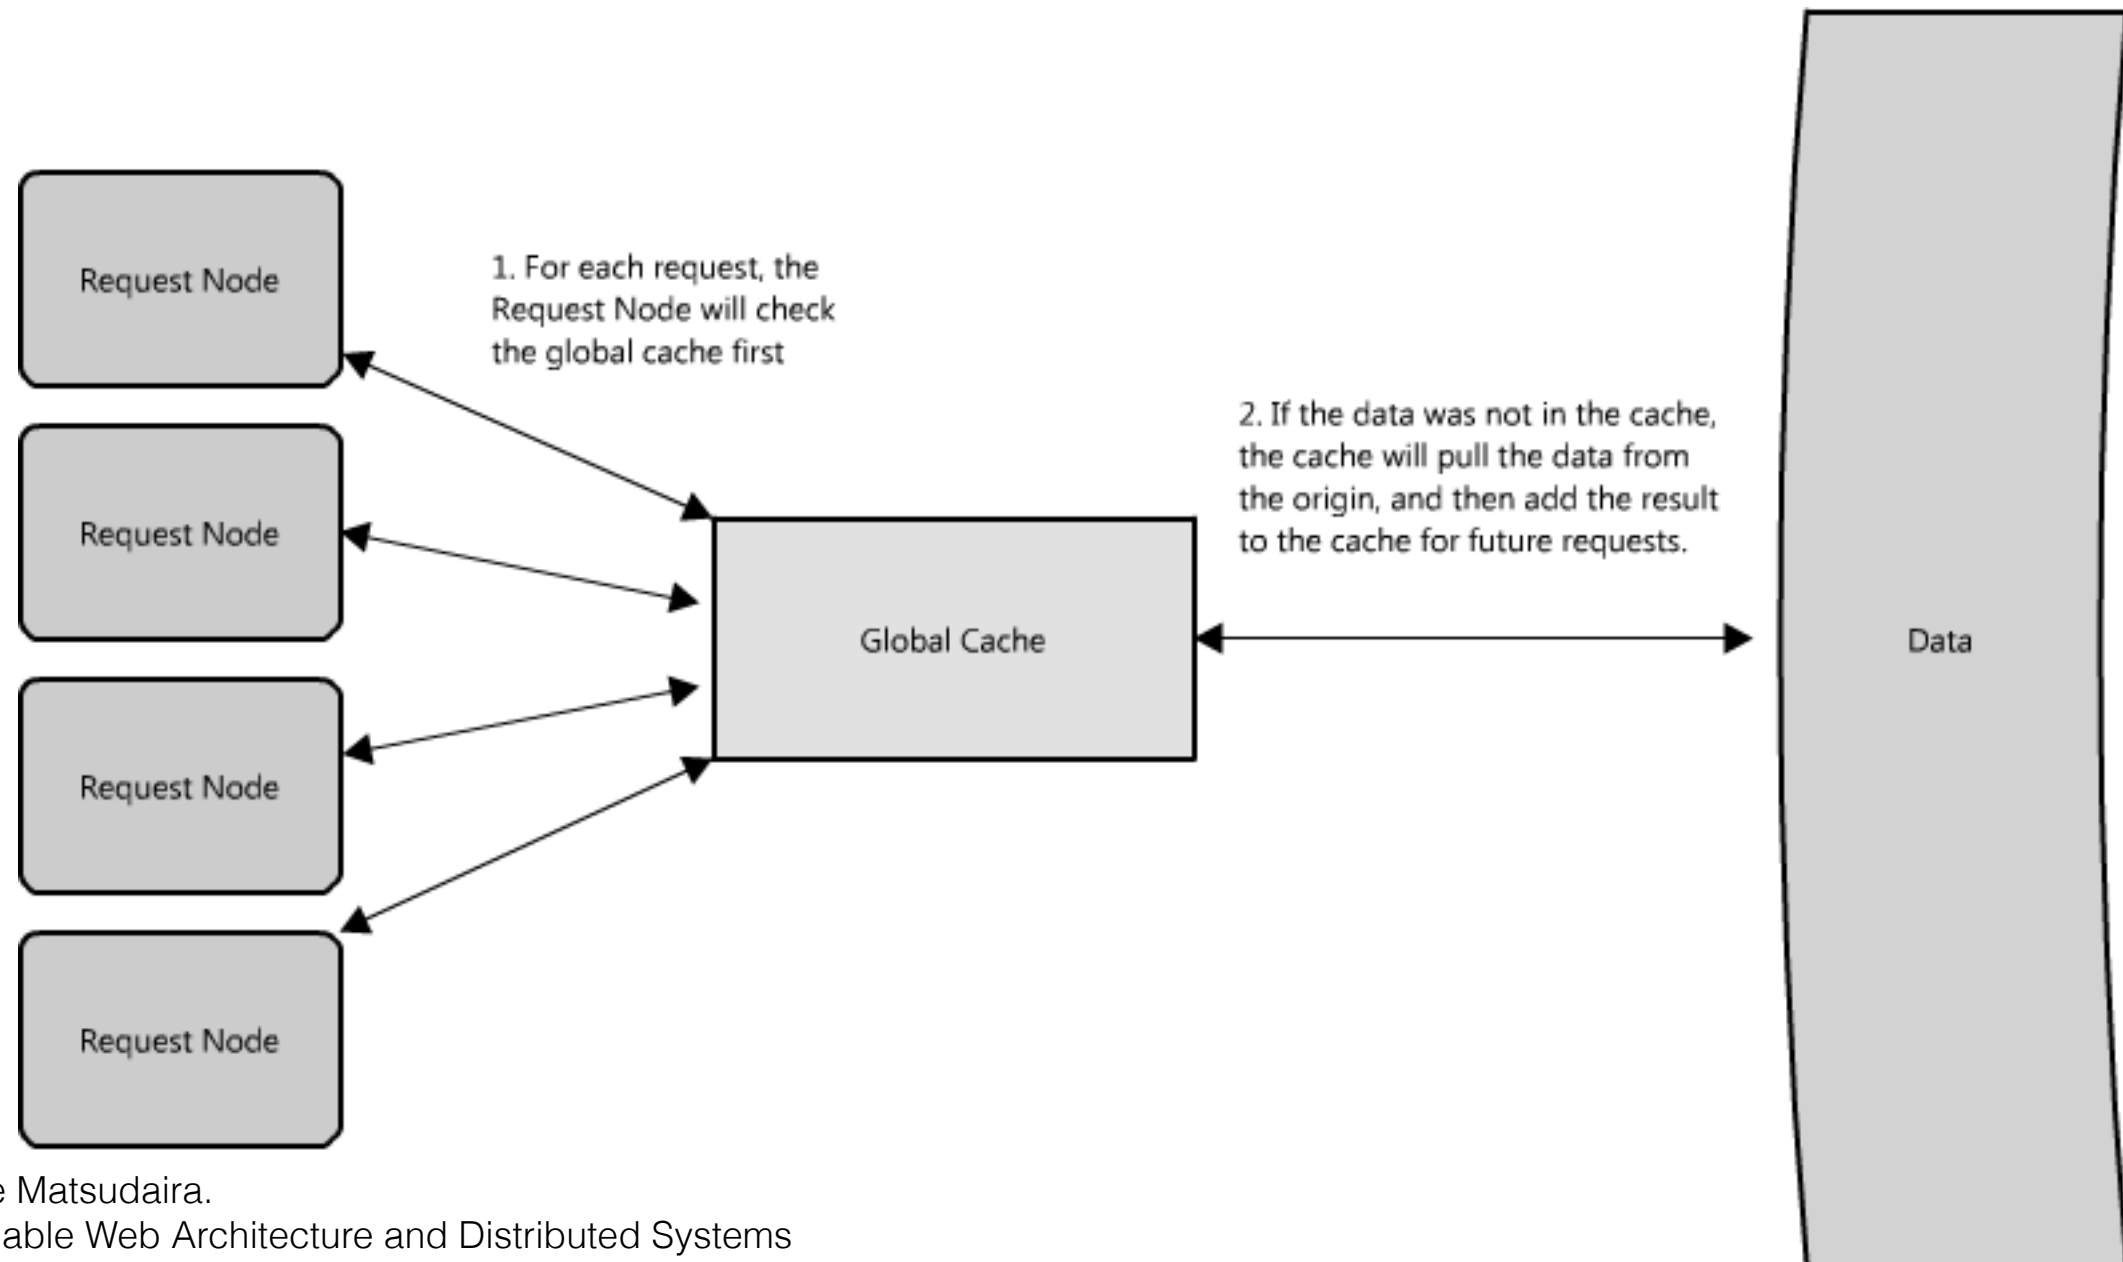 Request Node
1. For each request, the
Request Node will check
the global cache first
2. If the data was not in the cache,
the cache will pull the data from
the origin, and then add the result
to the cache for future requests.
Request Node
Global Cache
Data
Request Node
Request Node
Matsudaira.
able Web Architecture and Distributed Systems